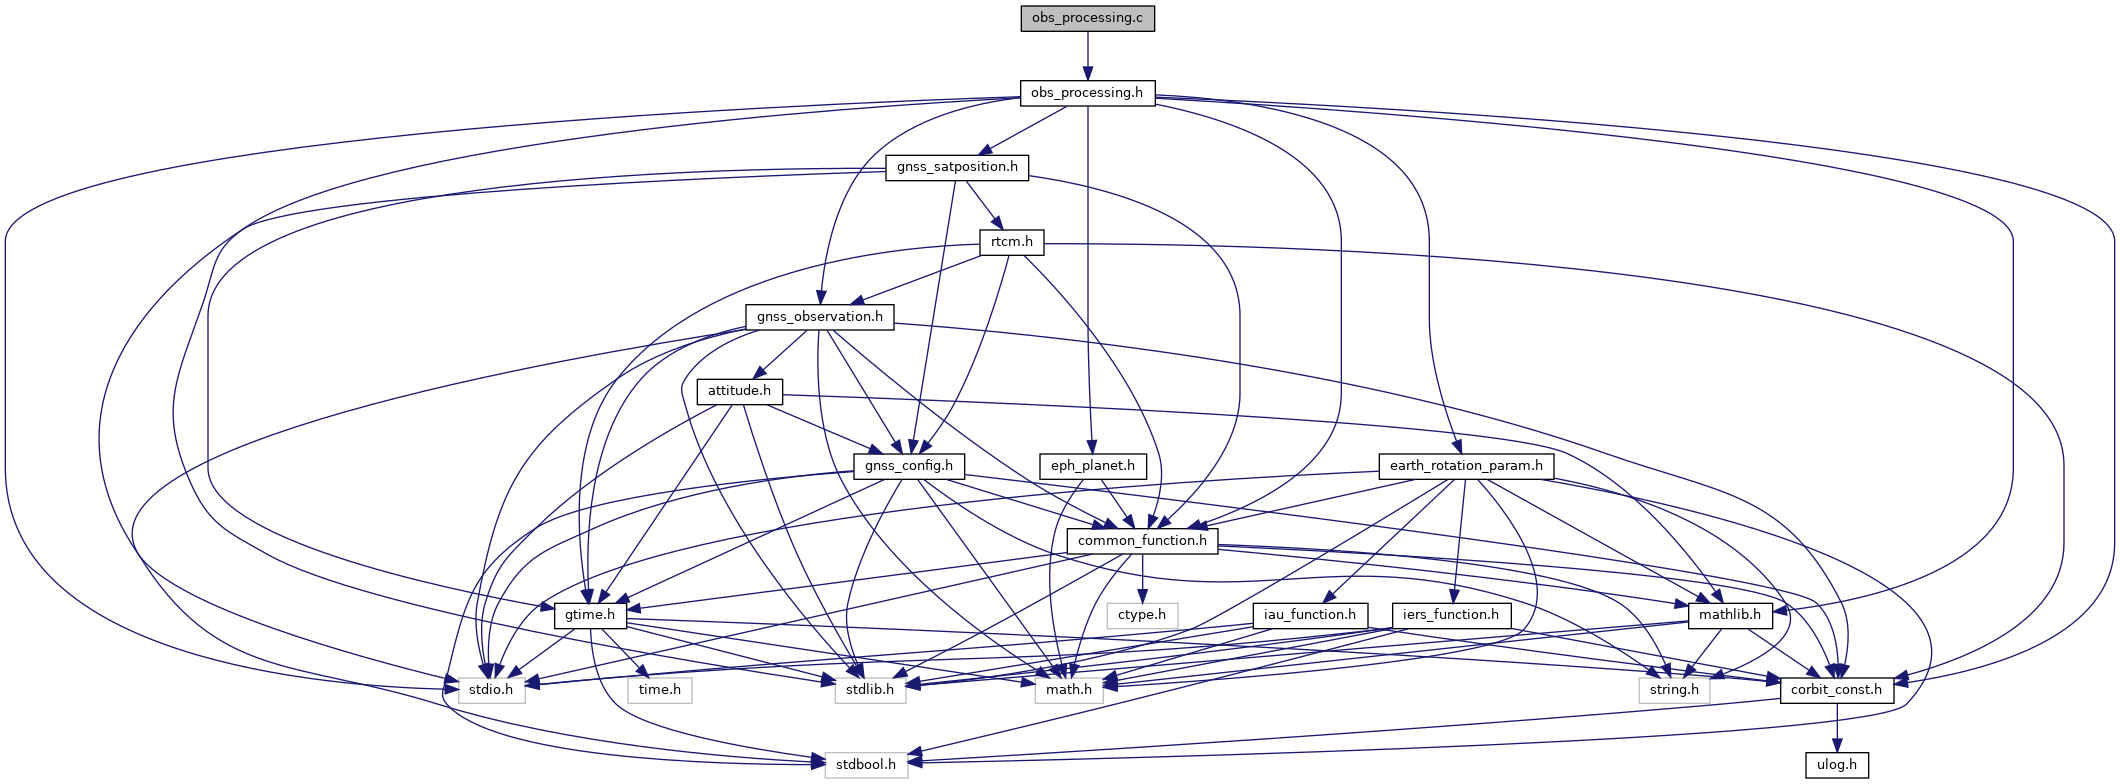 obs_processing.c
obs_processing.h
gnss_satposition.h
rtcm.h
gnss_observation.h
attitude.h
gnss_config.h
eph_planet.h
earth_rotation_param.h
common_function.h
gtime.h
ctype.h
iau_function.h
iers_function.h
mathlib.h
stdio.h
time.h
stdlib.h
math.h
string.h
corbit_const.h
stdbool.h
ulog.h